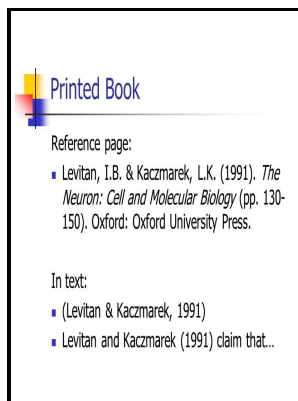 Printed Book
Reference page:
Levitan, I.B. & Kaczmarek, L.K. (1991). The
Neuron: Cell and Molecular Biology (pp. 130-
150). Oxford: Oxford University Press.
In text:
(Levitan & Kaczmarek, 1991)
Levitan and Kaczmarek (1991) claim that…